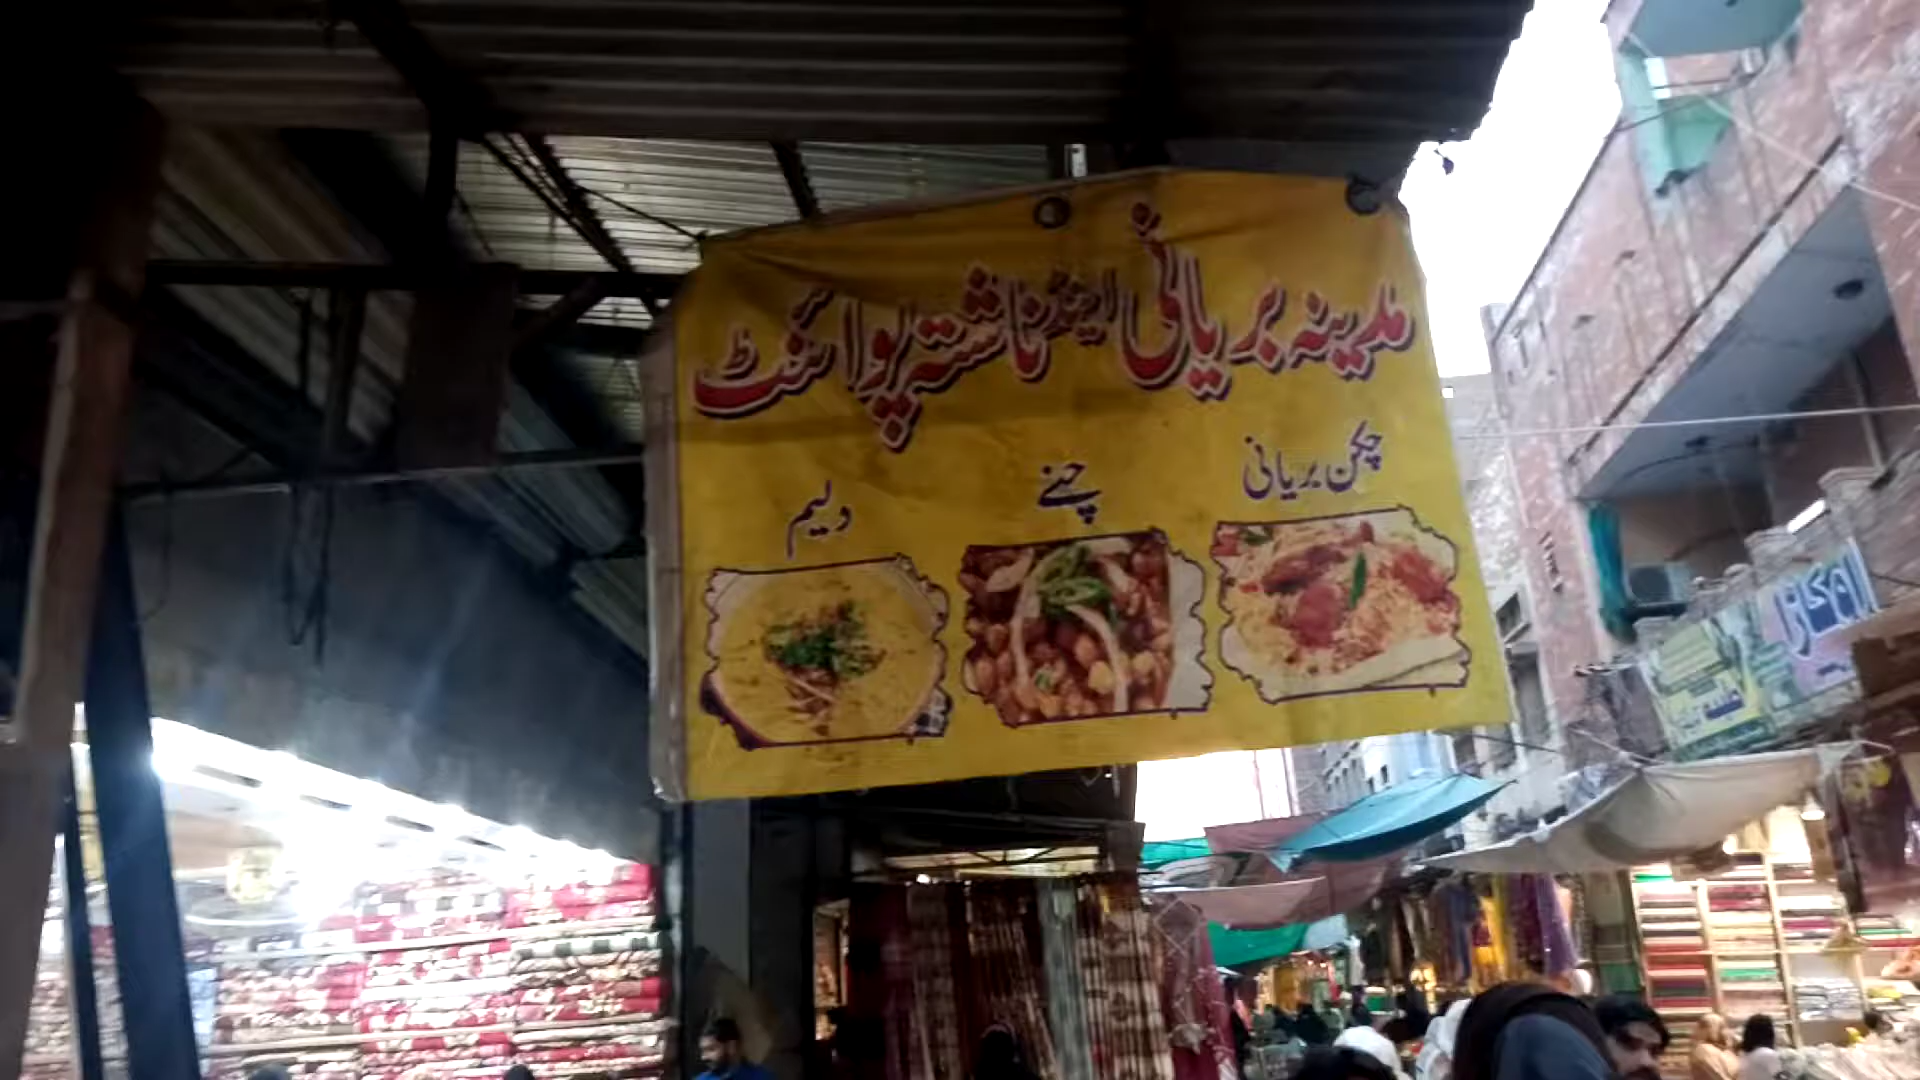 مدینہ بریانی اینڈ ناشتہ پوائنٹ
چکن بریانی
چنے
دلیم